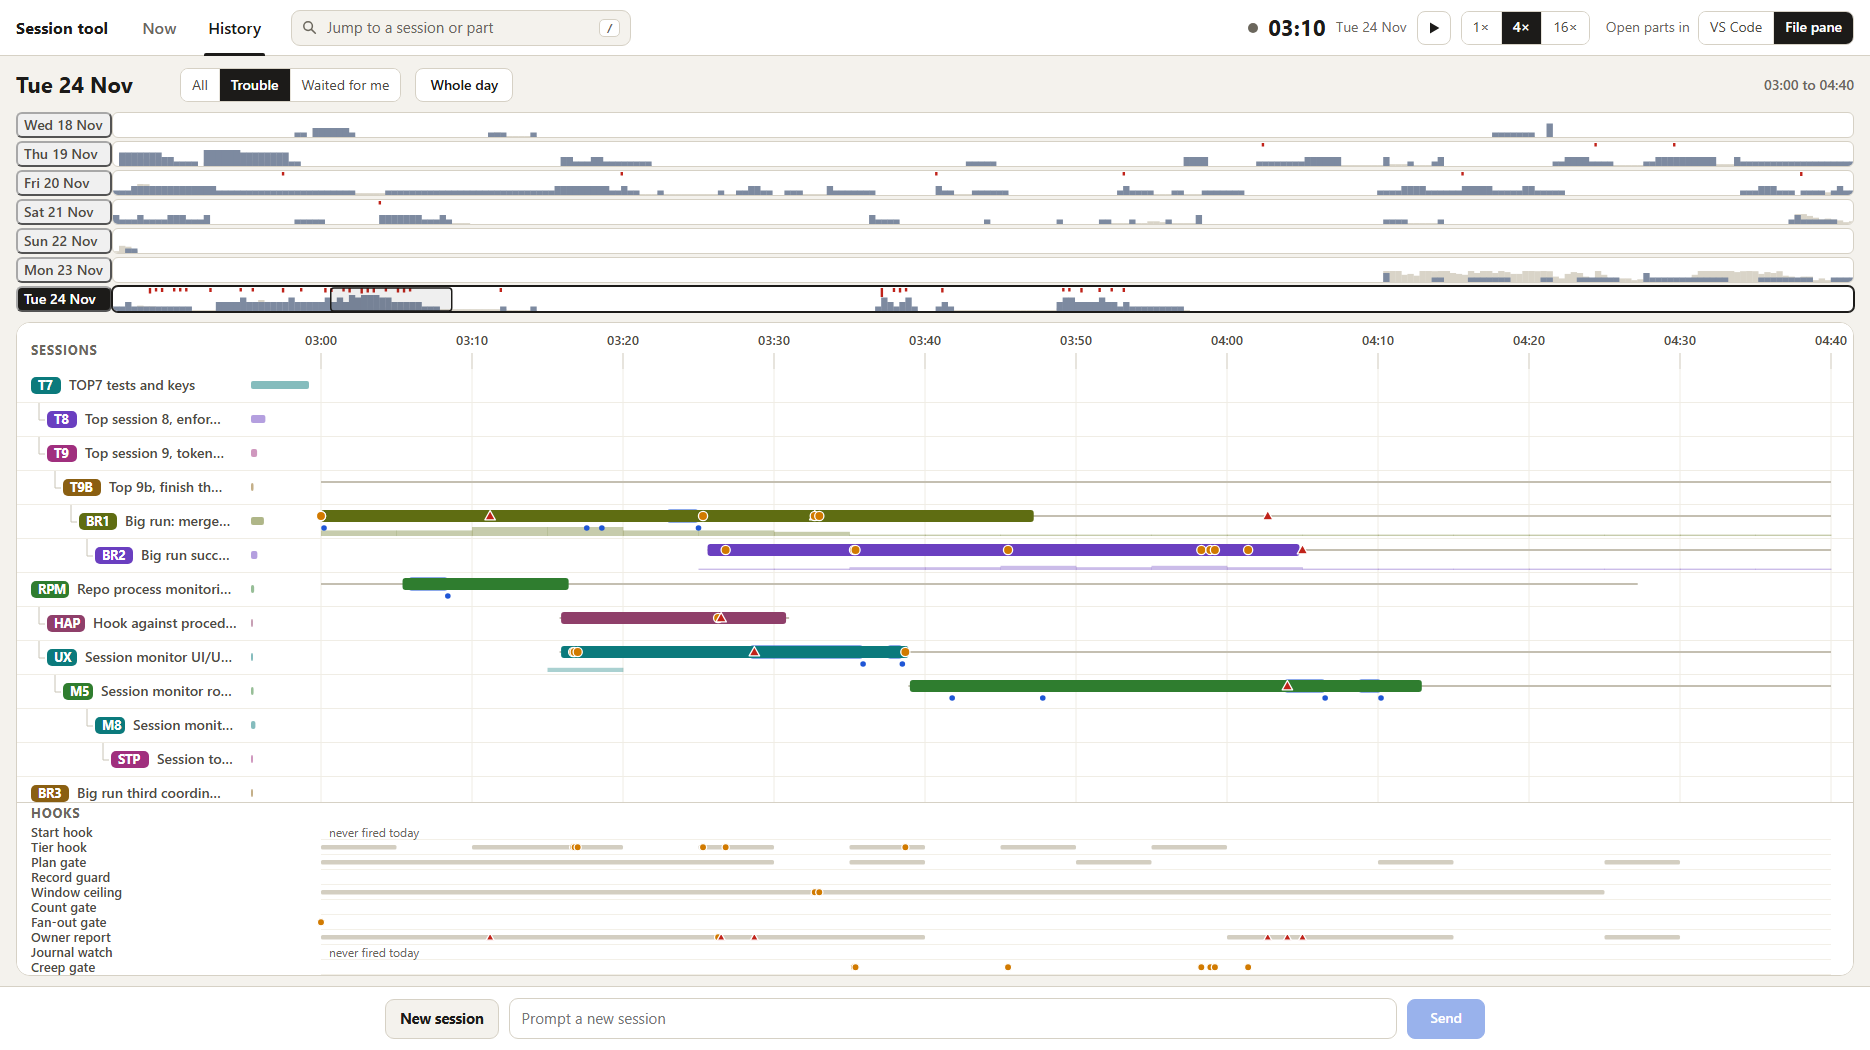 Session tool Now History Jump to a session or part / 03:10 Tue 24 Nov 1× 4× 16× Open parts in VS Code File pane
Tue 24 Nov All Trouble Waited for me Whole day 03:00 to 04:40
Wed 18 Nov
Thu 19 Nov
Fri 20 Nov
Sat 21 Nov
Sun 22 Nov
Mon 23 Nov
Tue 24 Nov
SESSIONS 03:00 03:10 03:20 03:30 03:40 03:50 04:00 04:10 04:20 04:30 04:40
T7 TOP7 tests and keys
T8 Top session 8, enfor...
T9 Top session 9, token...
T9B Top 9b, finish th...
BR1 Big run: merge...
BR2 Big run succ...
RPM Repo process monitori...
HAP Hook against proced...
UX Session monitor UI/U...
M5 Session monitor ro...
M8 Session monit...
STP Session to...
BR3 Big run third coordin...
HOOKS
Start hook never fired today
Tier hook
Plan gate
Record guard
Window ceiling
Count gate
Fan-out gate
Owner report
Journal watch never fired today
Creep gate
New session Prompt a new session Send